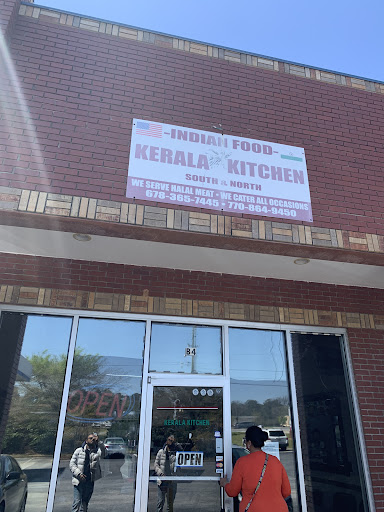 -INDIAN FOOD-
KERALA KITCHEN
SOUTH & NORTH
WE SERVE HALAL MEAT • WE CATER ALL OCCASIONS
678-365-7445 • 770-864-9450
B4
OPEN
KERALA KITCHEN
OPEN